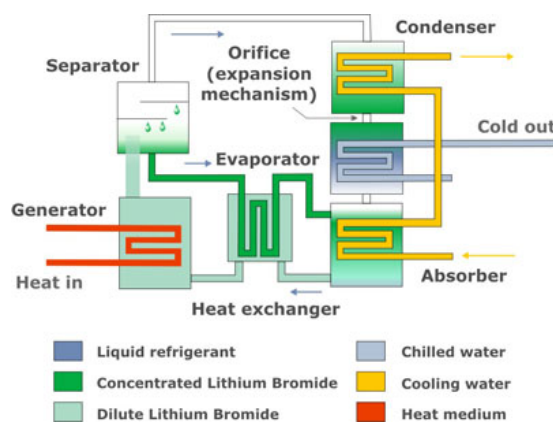 Condenser
Orifice
(expansion
mechanism)
Separator
Cold out
Evaporator
Generator
Heat in
Absorber
Heat exchanger
Liquid refrigerant
Chilled water
Concentrated Lithium Bromide
Cooling water
Dilute Lithium Bromide
Heat medium